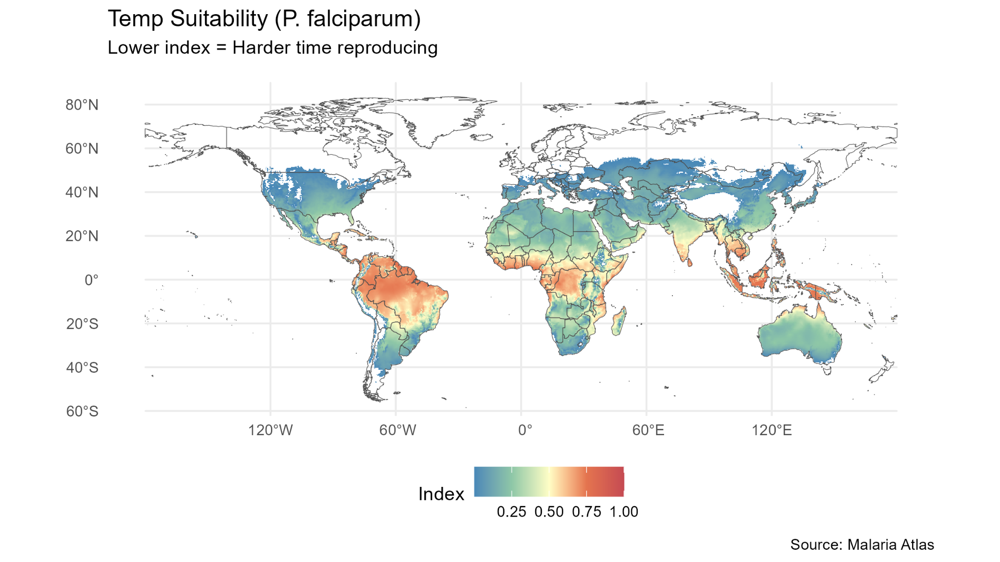 Temp Suitability (P. falciparum)
Lower index = Harder time reproducing
80°N
60°N
40°N
20°N
0°
20°S
40°S
60°S
120°W 60°W 0° 60°E 120°E
Index
0.25 0.50 0.75 1.00
Source: Malaria Atlas